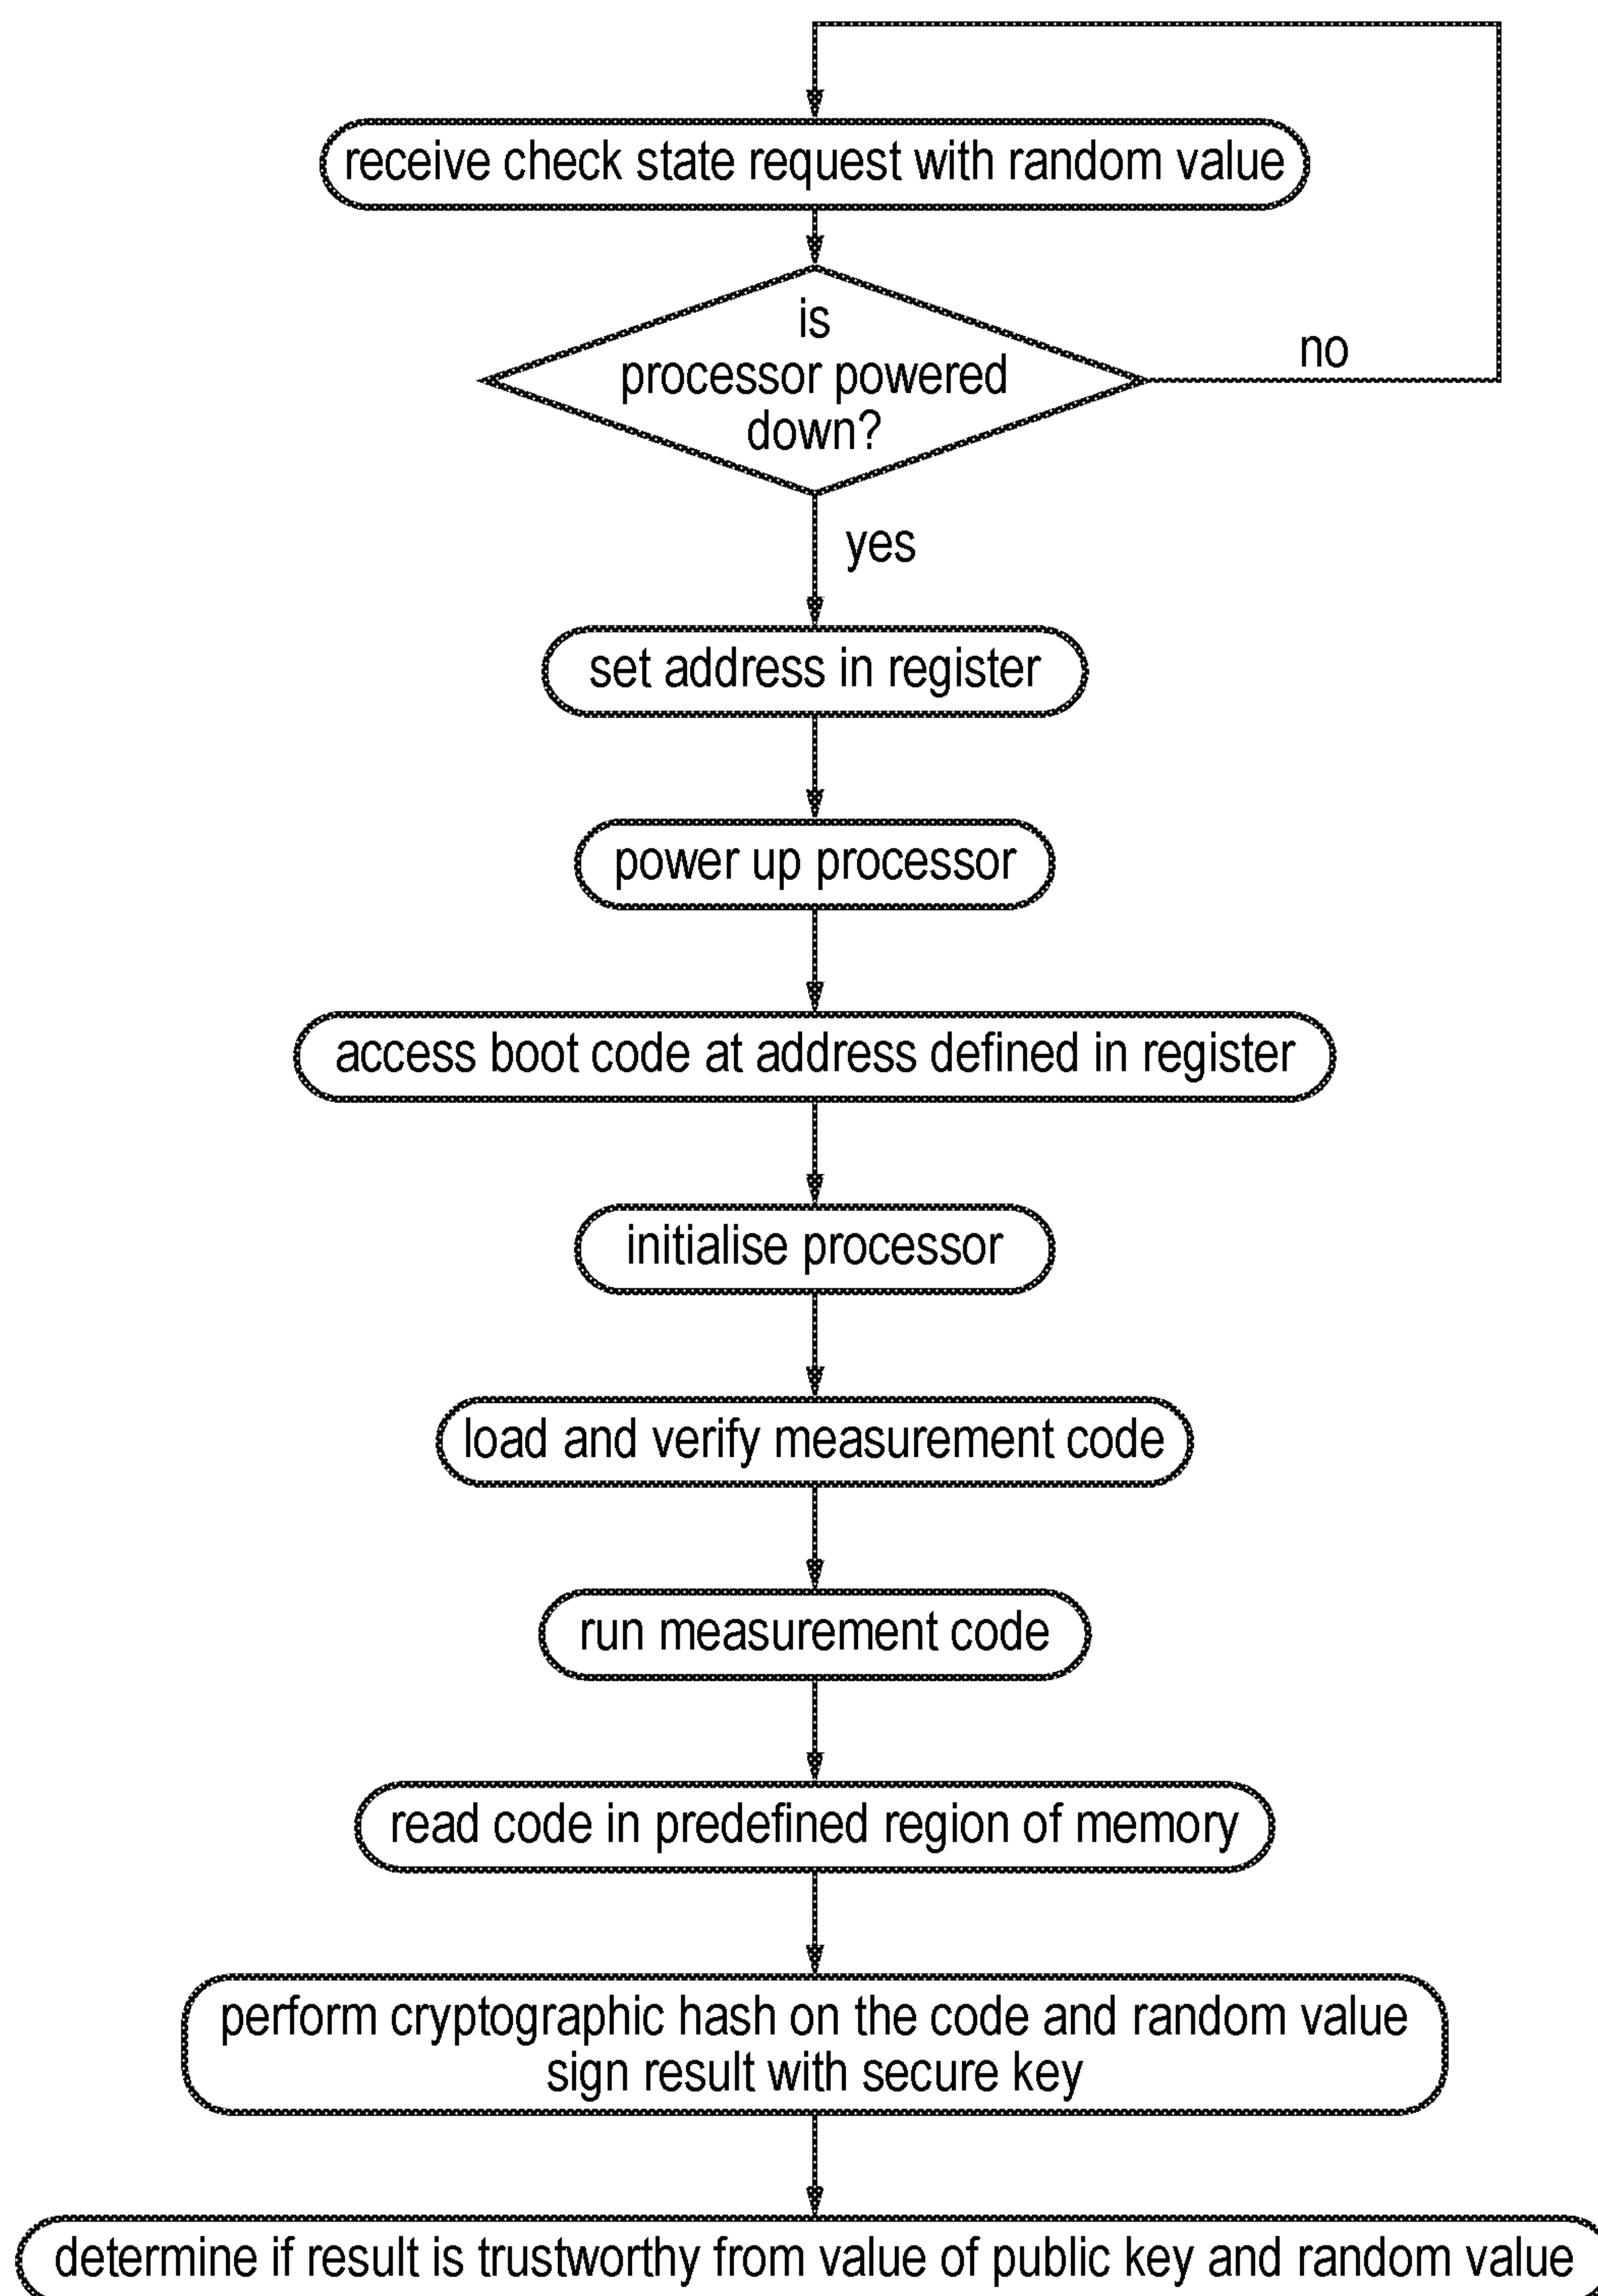 receive check state request with random value
is
processor powered
down?
no
yes
set address in register
power up processor
access boot code at address defined in register
initialise processor
load and verify measurement code
run measurement code
read code in predefined region of memory
perform cryptographic hash on the code and random value
sign result with secure key
determine if result is trustworthy from value of public key and random value